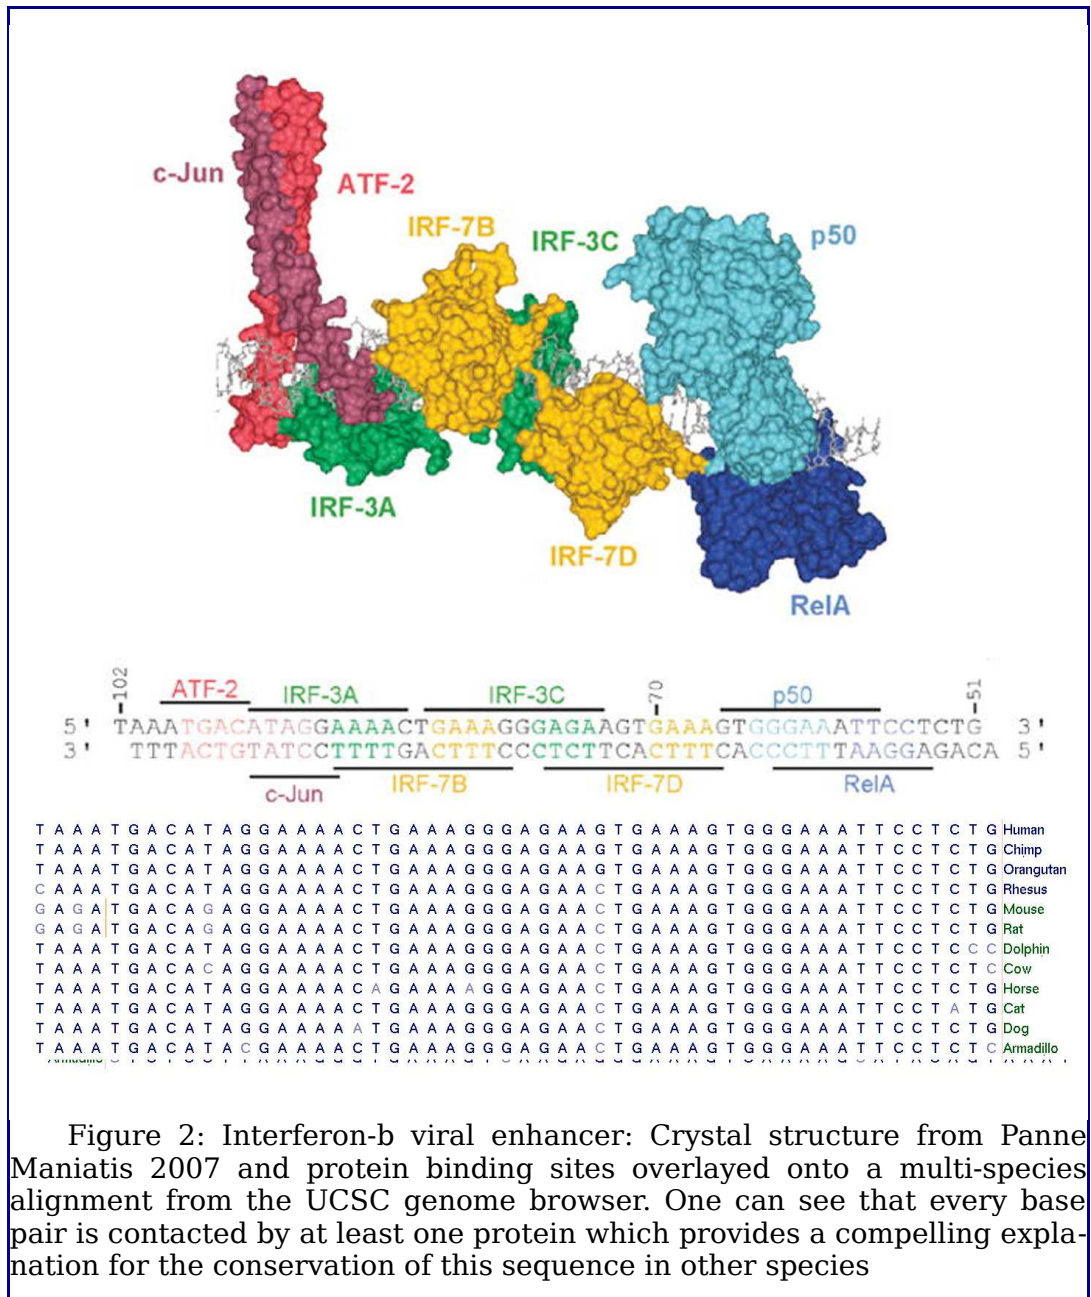 c-Jun
ATF-2
IRF-7B
IRF-3C
p50
IRF-3A
IRF-7D
RelA
-102
-70
-51
ATF-2 IRF-3A IRF-3C p50
5' TAAATGACATAGGAAAACTGAAAGGGAGAAGTGAAAGTGGGAAATTCCTCTG 3'
3' TTTACTGTATCCTTTTGACTTTCCCTCTTCACTTTCACCCTTTAAGGAGACA 5'
c-Jun IRF-7B IRF-7D RelA
T A A A T G A C A T A G G A A A A C T G A A A G G G A G A A G T G A A A G T G G G A A A T T C C T C T G Human
T A A A T G A C A T A G G A A A A C T G A A A G G G A G A A G T G A A A G T G G G A A A T T C C T C T G Chimp
T A A A T G A C A T A G G A A A A C T G A A A G G G A G A A G T G A A A G T G G G A A A T T C C T C T G Orangutan
C A A A T G A C A T A G G A A A A C T G A A A G G G A G A A C T G A A A G T G G G A A A T T C C T C T G Rhesus
G A G A T G A C A G A G G A A A A C T G A A A G G G A G A A C T G A A A G T G G G A A A T T C C T C T G Mouse
G A G A T G A C A G A G G A A A A C T G A A A G G G A G A A C T G A A A G T G G G A A A T T C C T C T G Rat
T A A A T G A C A T A G G A A A A C T G A A A G G G A G A A G T G A A A G T G G G A A A T T C C T C C C Dolphin
T A A A T G A C A C A G G A A A A C T G A A A G G G A G A A C T G A A A G T G G G A A A T T C C T C T C Cow
T A A A T G A C A T A G G A A A A C A G A A A A G G A G A A C T G A A A G T G G G A A A T T C C T C T G Horse
T A A A T G A C A T A G G A A A A C T G A A A G G G A G A A C T G A A A G T G G G A A A T T C C T A T G Cat
T A A A T G A C A T A G G A A A A A T G A A A G G G A G A A C T G A A A G T G G G A A A T T C C T C T G Dog
T A A A T G A C A T A C G A A A A C T G A A A G G G A G A A C T G A A A G T G G G A A A T T C C T C T C Armadillo
Figure 2: Interferon-b viral enhancer: Crystal structure from Panne
Maniatis 2007 and protein binding sites overlayed onto a multi-species
alignment from the UCSC genome browser. One can see that every base
pair is contacted by at least one protein which provides a compelling expla-
nation for the conservation of this sequence in other species